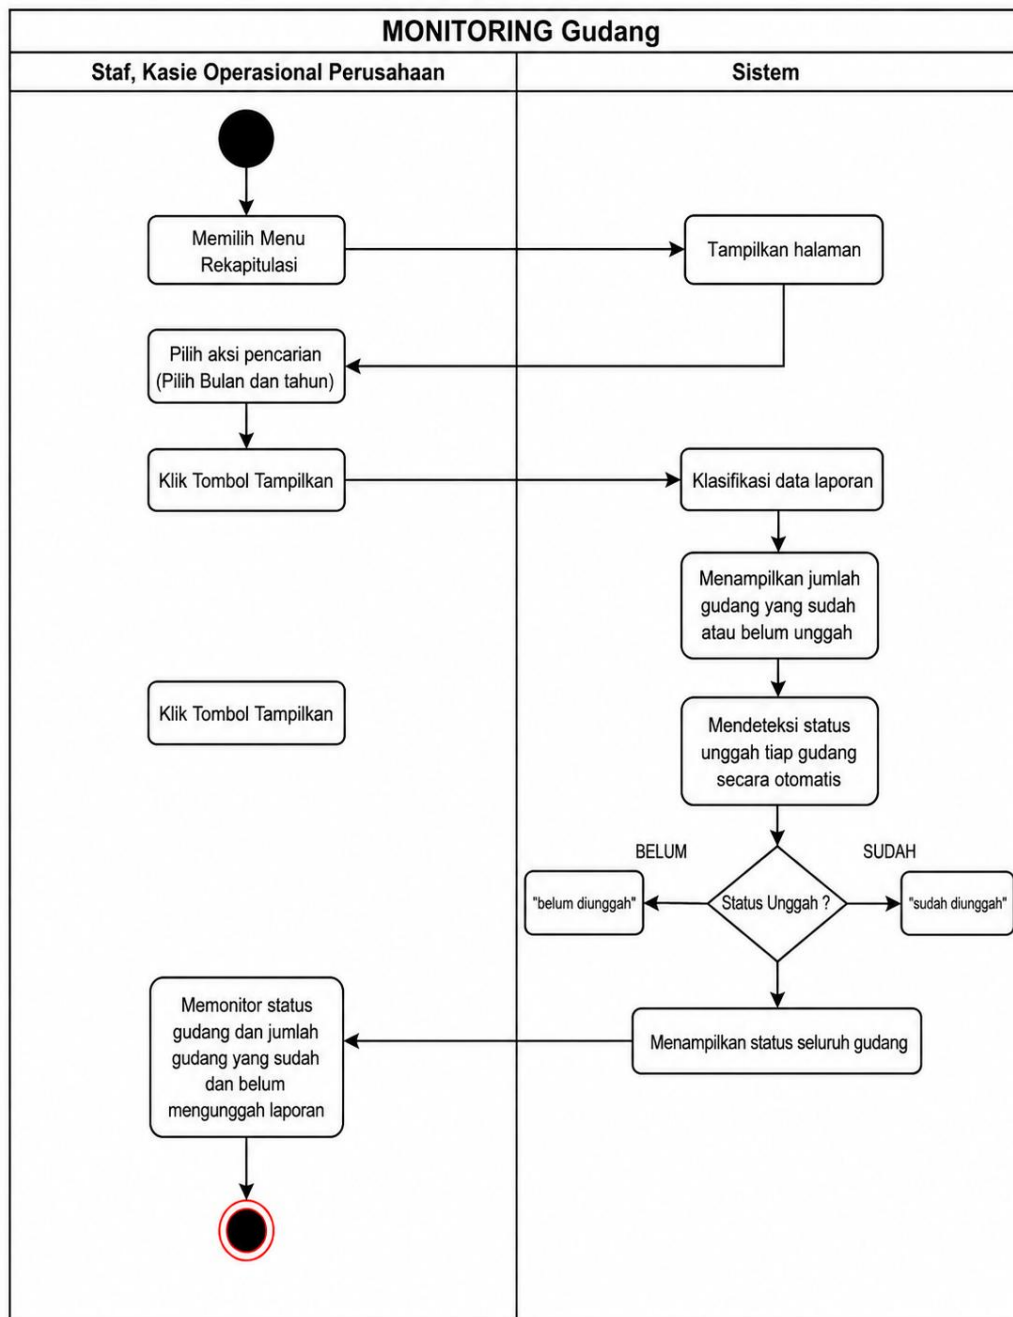 MONITORING Gudang
Staf, Kasie Operasional Perusahaan
Sistem
Memilih Menu
Rekapitulasi
Tampilkan halaman
Pilih aksi pencarian
(Pilih Bulan dan tahun)
Klik Tombol Tampilkan
Klasifikasi data laporan
Menampilkan jumlah
gudang yang sudah
atau belum unggah
Klik Tombol Tampilkan
Mendeteksi status
unggah tiap gudang
secara otomatis
BELUM
SUDAH
"belum diunggah"
Status Unggah ?
"sudah diunggah"
Memonitor status
gudang dan jumlah
gudang yang sudah
dan belum
mengunggah laporan
Menampilkan status seluruh gudang